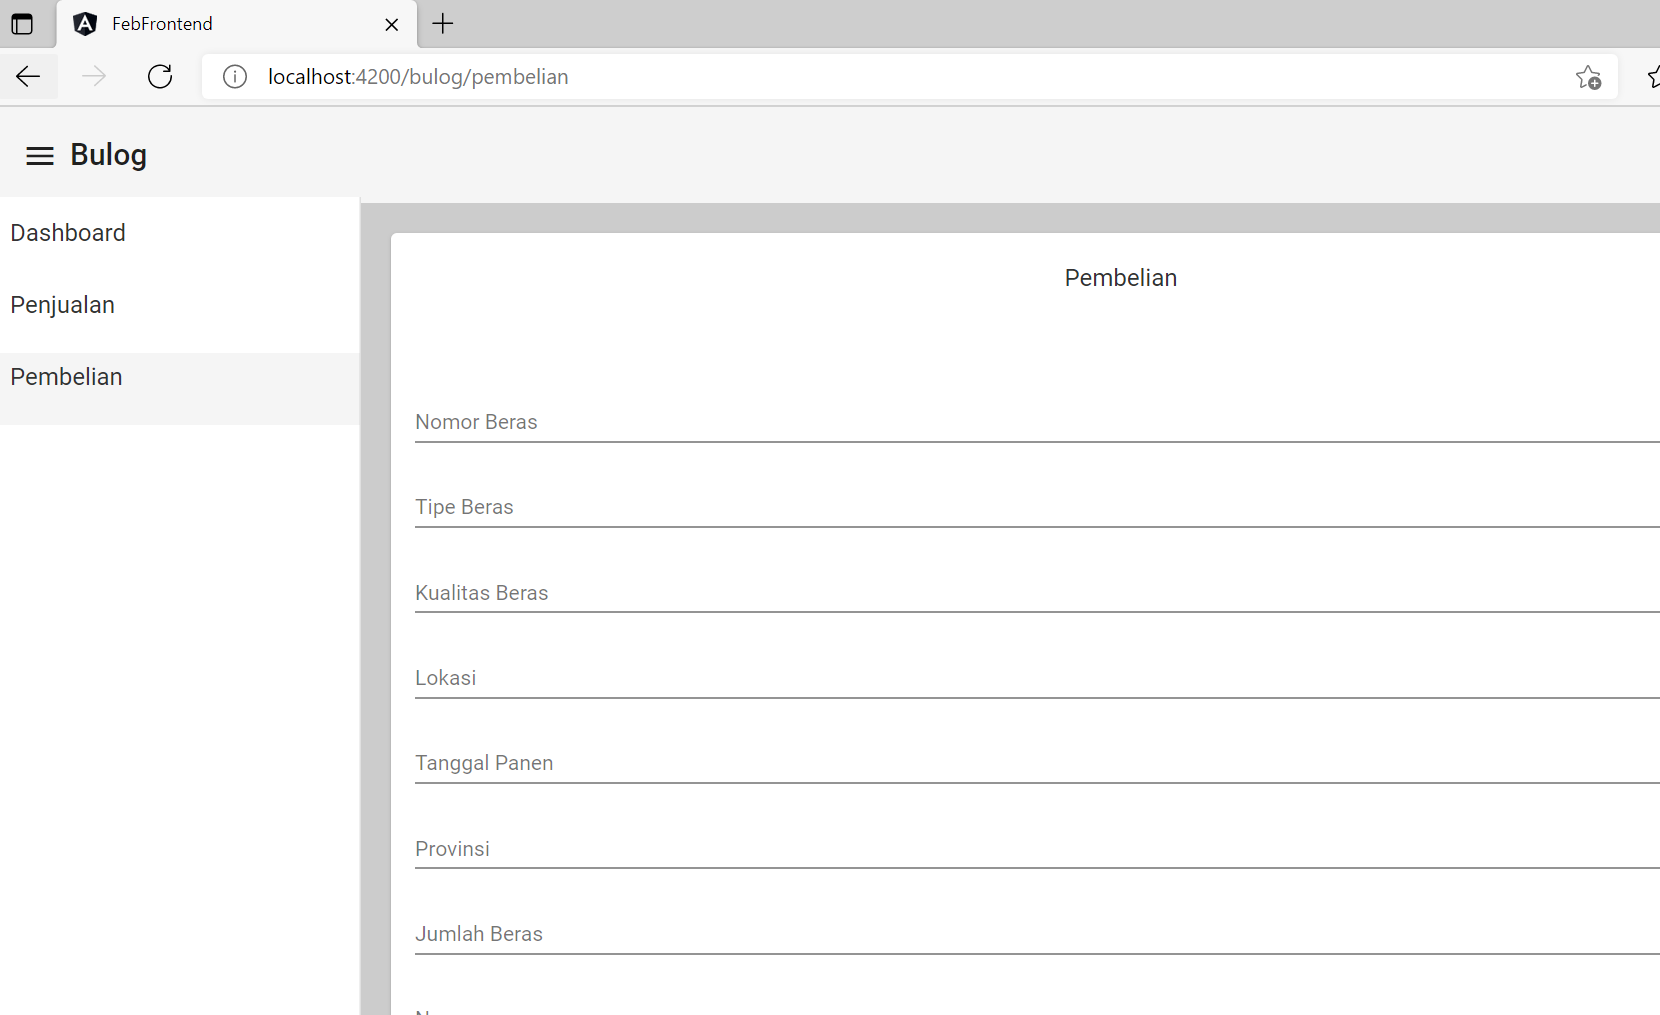 FebFrontend
localhost:4200/bulog/pembelian
Bulog
Dashboard
Penjualan
Pembelian
Pembelian
Nomor Beras
Tipe Beras
Kualitas Beras
Lokasi
Tanggal Panen
Provinsi
Jumlah Beras